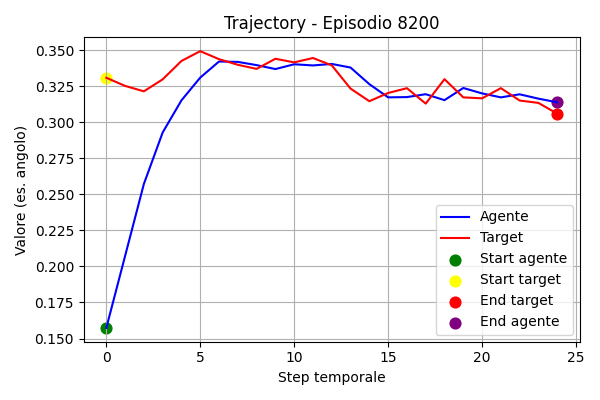 Trajectory - Episodio 8200
Valore (es. angolo)
0.350
0.325
0.300
0.275
0.250
0.225
0.200
0.175
0.150
0
5
10
15
20
25
Step temporale
Agente
Target
Start agente
Start target
End target
End agente